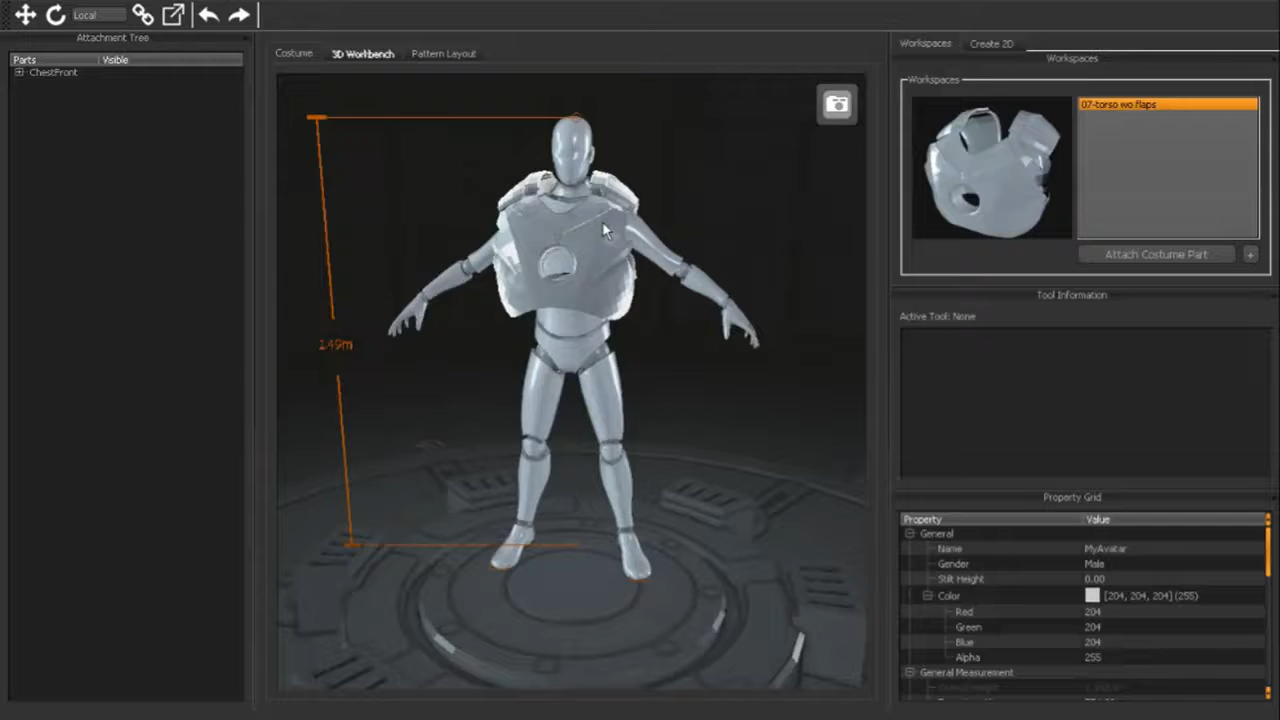 Local
Attachment Tree
Parts Visible
ChestFront
Costume 3D Workbench Pattern Layout
1.49m
Workspaces Create 2D
Workspaces
Workspaces
07-torso wo flaps
Attach Costume Part +
Tool Information
Active Tool: None
Property Grid
Property Value
General
Name MyAvatar
Gender Male
Stilt Height 0.00
Color [204, 204, 204] (255)
Red 204
Green 204
Blue 204
Alpha 255
General Measurement